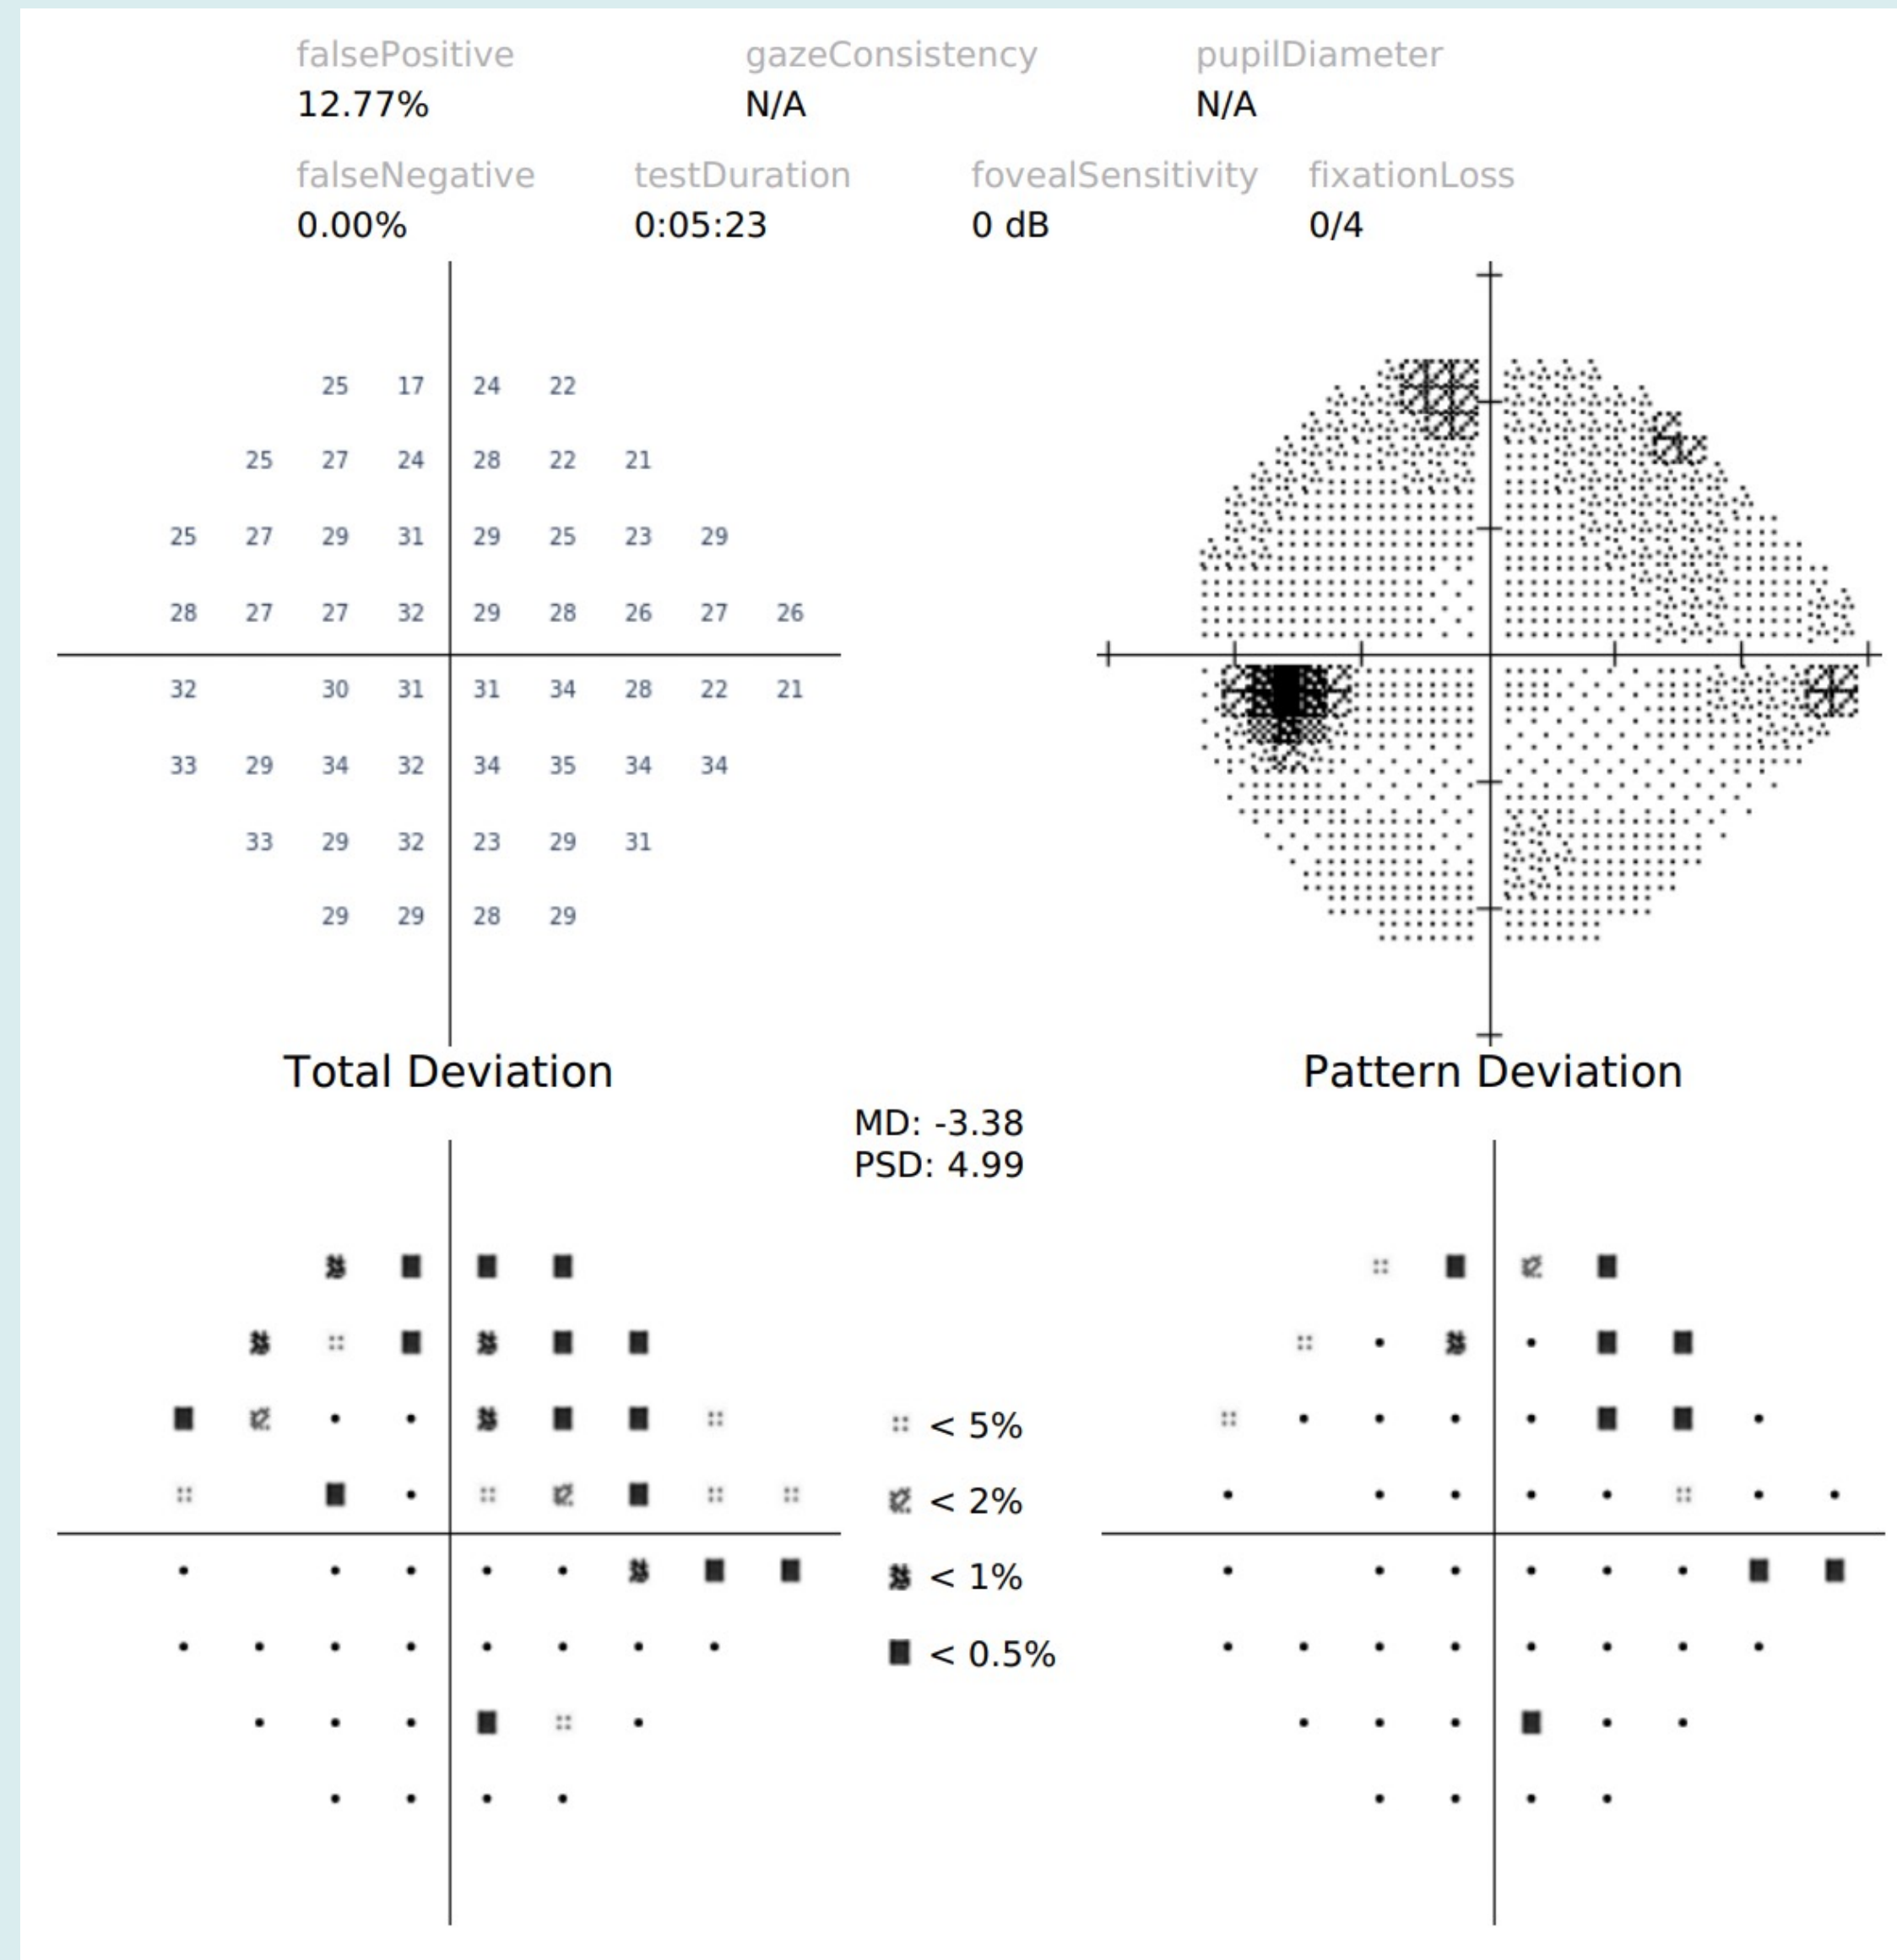 falsePositive gazeConsistency pupilDiameter
12.77% N/A N/A
falseNegative testDuration fovealSensitivity fixationLoss
0.00% 0:05:23 0 dB 0/4
25 17 24 22
25 27 24 28 22 21
25 27 29 31 29 25 23 29
28 27 27 32 29 28 26 27 26
32 30 31 31 34 28 22 21
33 29 34 32 34 35 34 34
33 29 32 23 29 31
29 29 28 29
Total Deviation
Pattern Deviation
MD: -3.38
PSD: 4.99
< 5%
< 2%
< 1%
< 0.5%